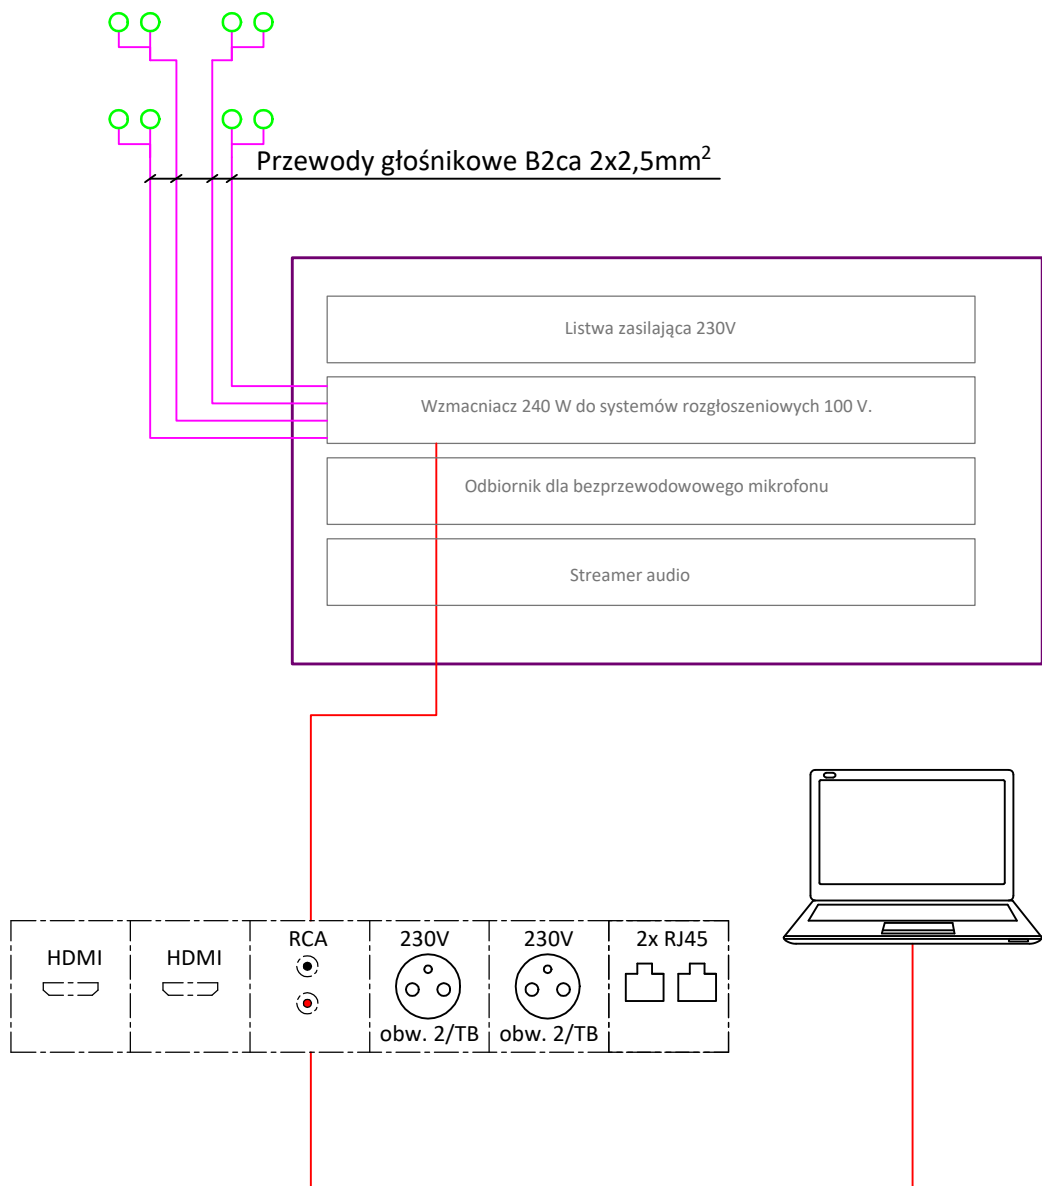 Przewody głośnikowe B2ca 2x2,5mm²
Listwa zasilająca 230V
Wzmacniacz 240 W do systemów rozgłoszeniowych 100 V.
Odbiornik dla bezprzewodowowego mikrofonu
Streamer audio
HDMI
HDMI
RCA
230V
obw. 2/TB
230V
obw. 2/TB
2x RJ45